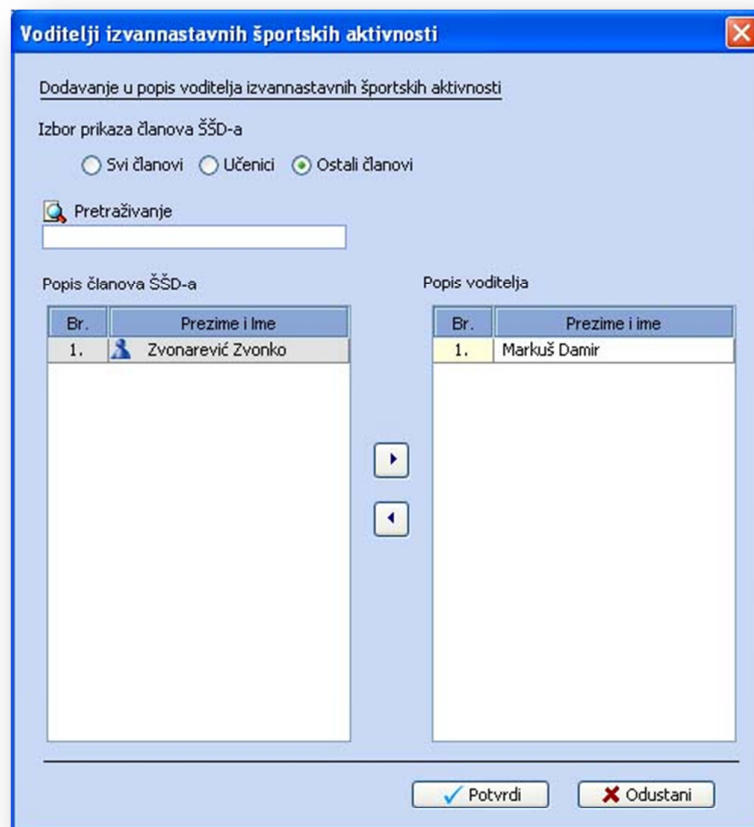 Voditelji izvannastavnih športskih aktivnosti
Dodavanje u popis voditelja izvannastavnih športskih aktivnosti
Izbor prikaza članova ŠŠD-a
Svi članovi Učenici Ostali članovi
Pretraživanje
Popis članova ŠŠD-a
Br. Prezime i Ime
1. Zvonarević Zvonko
Popis voditelja
Br. Prezime i ime
1. Markuš Damir
Potvrdi Odustani